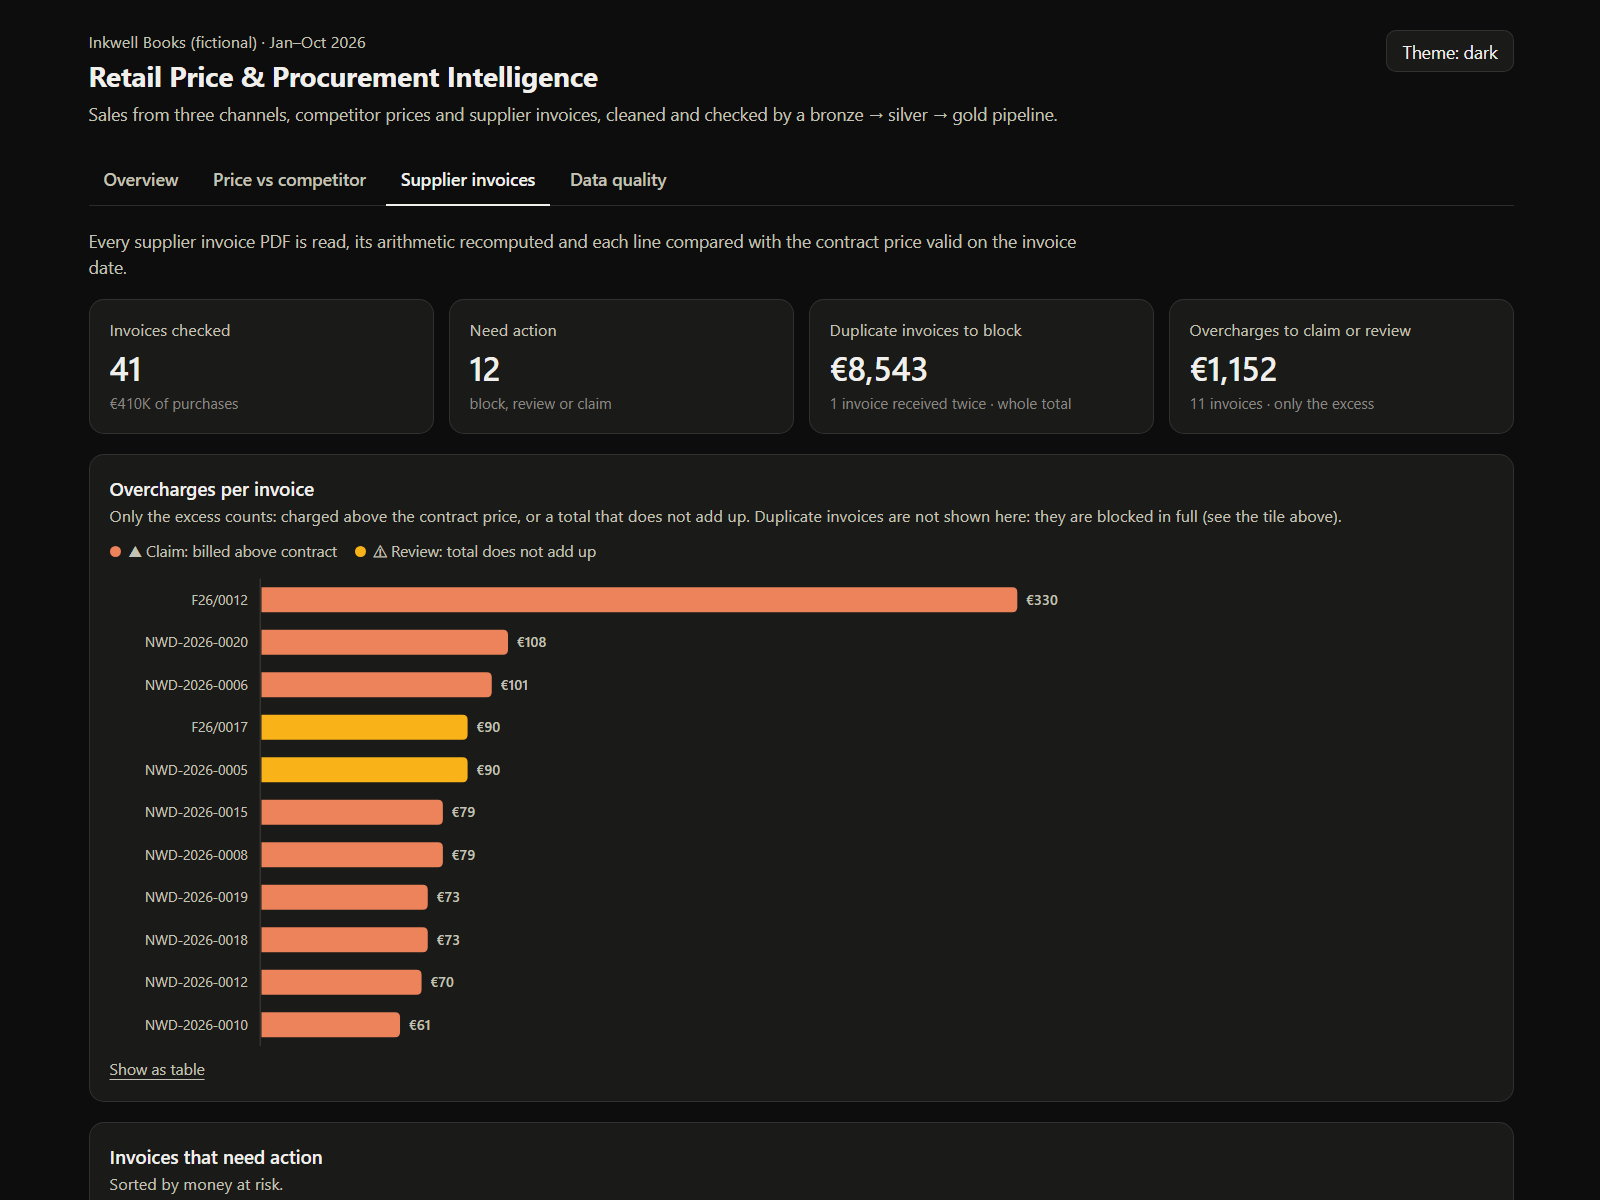 Inkwell Books (fictional) · Jan–Oct 2026
Theme: dark
Retail Price & Procurement Intelligence
Sales from three channels, competitor prices and supplier invoices, cleaned and checked by a bronze → silver → gold pipeline.
Overview
Price vs competitor
Supplier invoices
Data quality
Every supplier invoice PDF is read, its arithmetic recomputed and each line compared with the contract price valid on the invoice
date.
Invoices checked
41
€410K of purchases
Need action
12
block, review or claim
Duplicate invoices to block
€8,543
1 invoice received twice · whole total
Overcharges to claim or review
€1,152
11 invoices · only the excess
Overcharges per invoice
Only the excess counts: charged above the contract price, or a total that does not add up. Duplicate invoices are not shown here: they are blocked in full (see the tile above).
▲ Claim: billed above contract
⚠ Review: total does not add up
F26/0012 €330
NWD-2026-0020 €108
NWD-2026-0006 €101
F26/0017 €90
NWD-2026-0005 €90
NWD-2026-0015 €79
NWD-2026-0008 €79
NWD-2026-0019 €73
NWD-2026-0018 €73
NWD-2026-0012 €70
NWD-2026-0010 €61
Show as table
Invoices that need action
Sorted by money at risk.